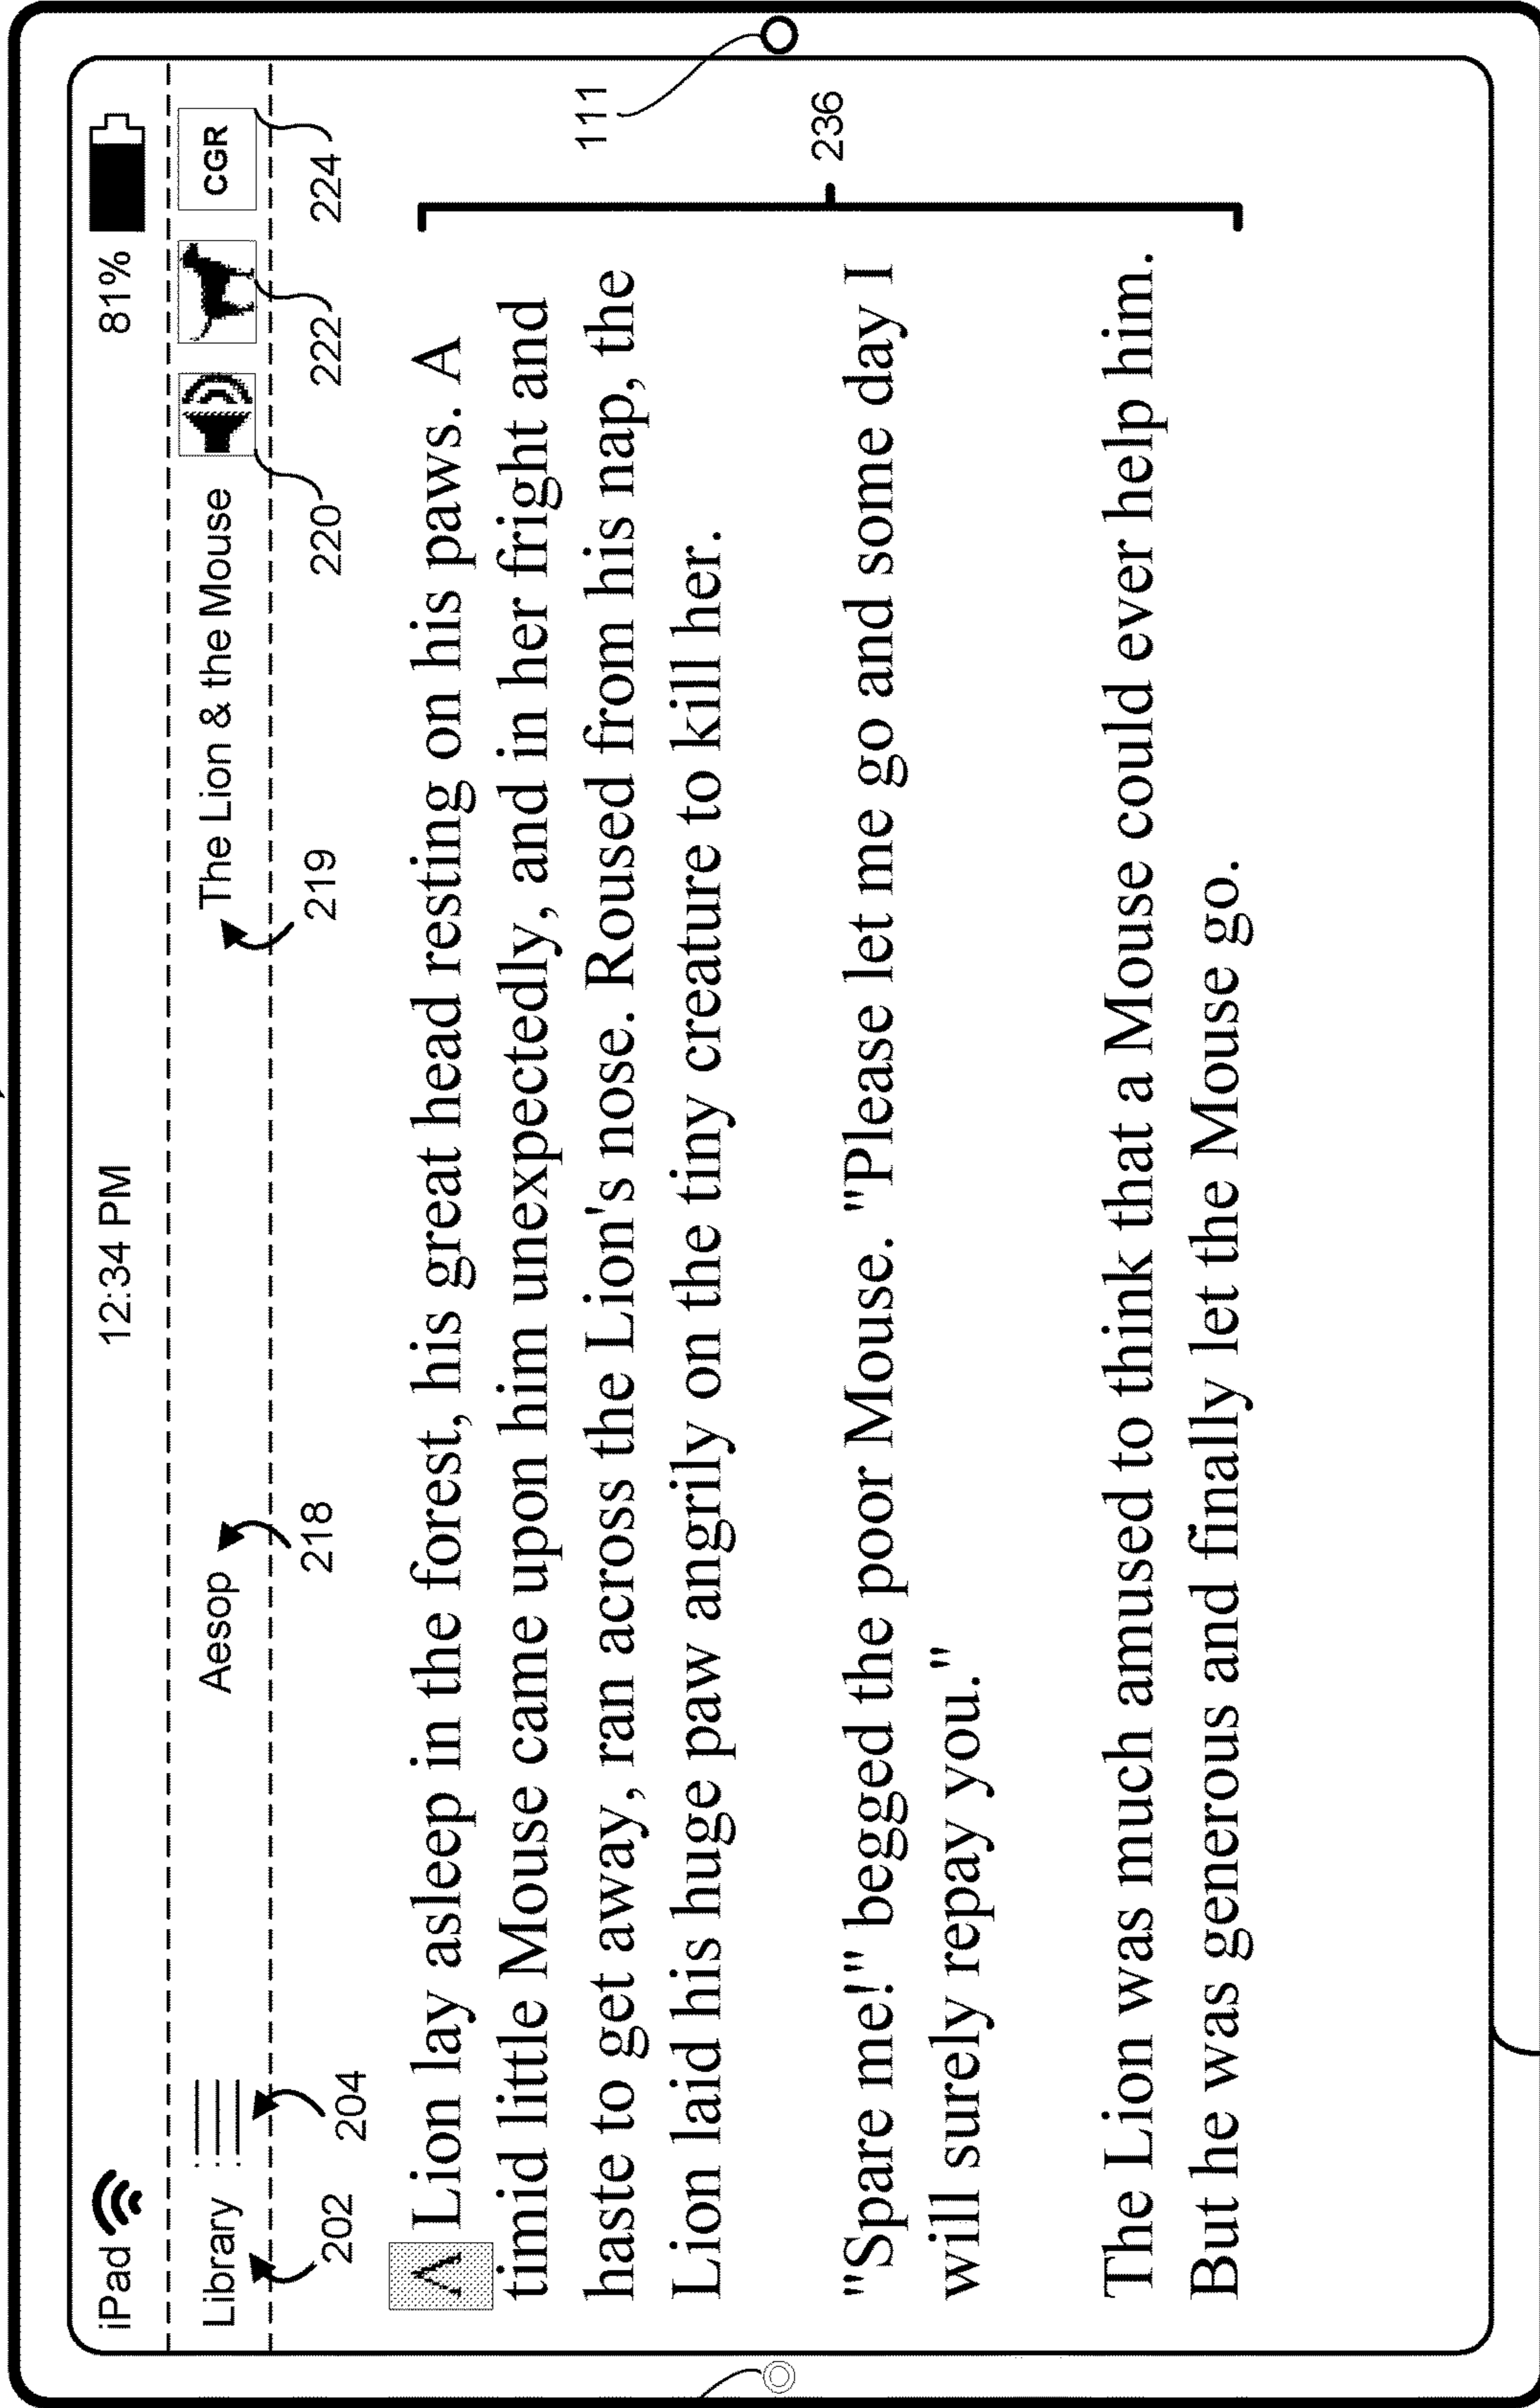 iPad 12:34 PM 81%
Library Aesop The Lion & the Mouse CGR
202 204 218 219 220 222 224
111
A Lion lay asleep in the forest, his great head resting on his paws. A
timid little Mouse came upon him unexpectedly, and in her fright and
haste to get away, ran across the Lion's nose. Roused from his nap, the
Lion laid his huge paw angrily on the tiny creature to kill her.
236
"Spare me!" begged the poor Mouse. "Please let me go and some day I
will surely repay you."
The Lion was much amused to think that a Mouse could ever help him.
But he was generous and finally let the Mouse go.